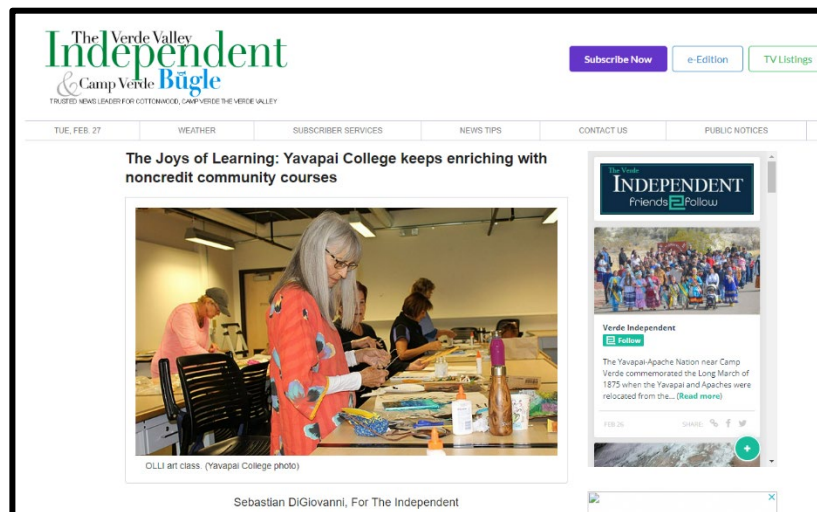 The Verde Valley
Independent
& Camp Verde Bugle
TRUSTED NEWS LEADER FOR COTTONWOOD, CAMP VERDE THE VERDE VALLEY
Subscribe Now
e-Edition
TV Listings
TUE, FEB. 27
WEATHER
SUBSCRIBER SERVICES
NEWS TIPS
CONTACT US
PUBLIC NOTICES
The Joys of Learning: Yavapai College keeps enriching with
noncredit community courses
OLLI art class. (Yavapai College photo)
Sebastian DiGiovanni, For The Independent
The Verde
INDEPENDENT
friends2follow
Verde Independent
Follow
The Yavapai-Apache Nation near Camp
Verde commemorated the Long March of
1875 when the Yavapai and Apaches were
relocated from the... (Read more)
FEB 26
SHARE